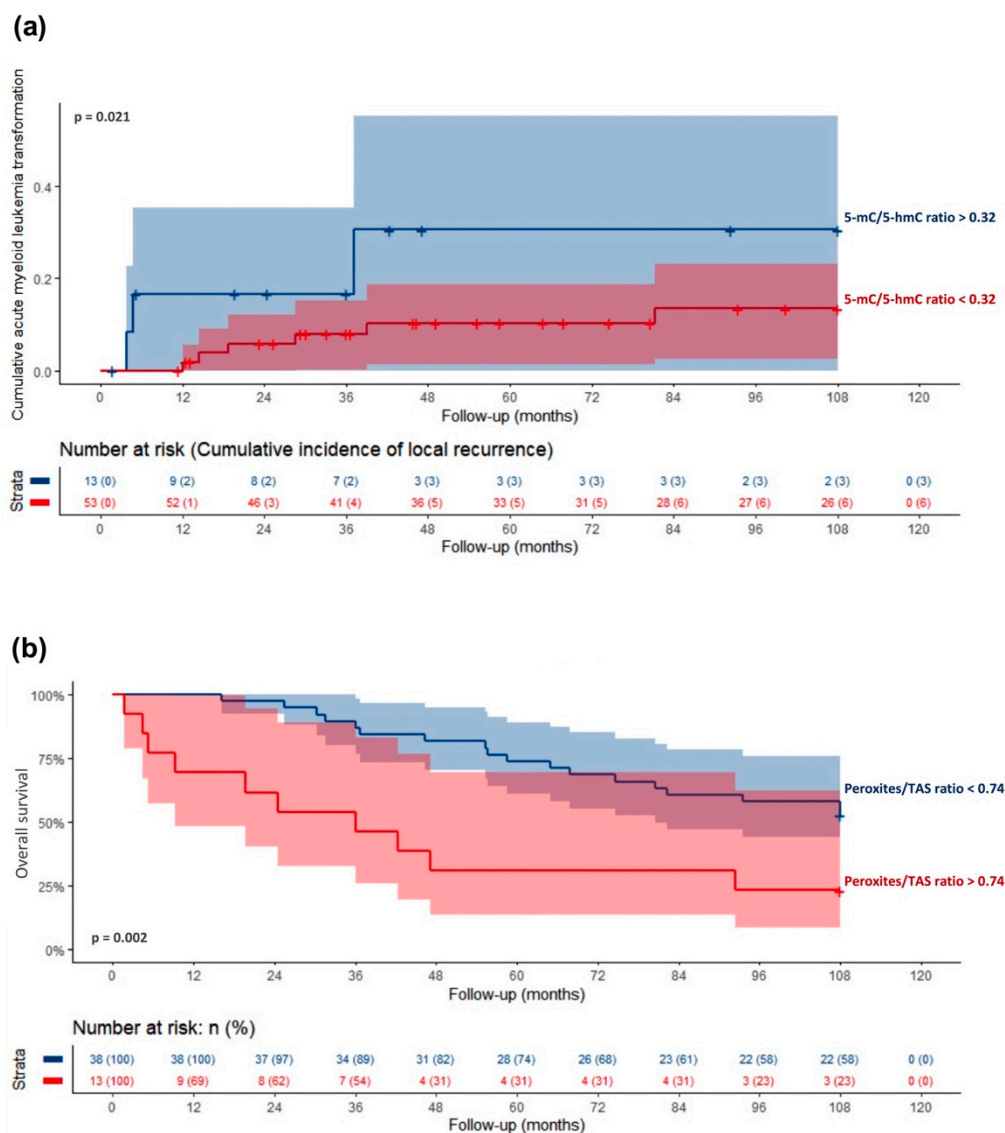 (a)
Cumulative acute myeloid leukemia transformation
p = 0.021
0.4
0.2
0.0
5-mC/5-hmC ratio > 0.32
5-mC/5-hmC ratio < 0.32
0 12 24 36 48 60 72 84 96 108 120
Follow-up (months)
Number at risk (Cumulative incidence of local recurrence)
Strata
13 (0) 9 (2) 8 (2) 7 (2) 3 (3) 3 (3) 3 (3) 3 (3) 2 (3) 2 (3) 0 (3)
53 (0) 52 (1) 46 (3) 41 (4) 36 (5) 33 (5) 31 (5) 28 (6) 27 (6) 26 (6) 0 (6)
0 12 24 36 48 60 72 84 96 108 120
Follow-up (months)
(b)
Overall survival
100%
75%
50%
25%
0%
Peroxites/TAS ratio < 0.74
Peroxites/TAS ratio > 0.74
p = 0.002
0 12 24 36 48 60 72 84 96 108 120
Follow-up (months)
Number at risk: n (%)
Strata
38 (100) 38 (100) 37 (97) 34 (89) 31 (82) 28 (74) 26 (68) 23 (61) 22 (58) 22 (58) 0 (0)
13 (100) 9 (69) 8 (62) 7 (54) 4 (31) 4 (31) 4 (31) 4 (31) 3 (23) 3 (23) 0 (0)
0 12 24 36 48 60 72 84 96 108 120
Follow-up (months)